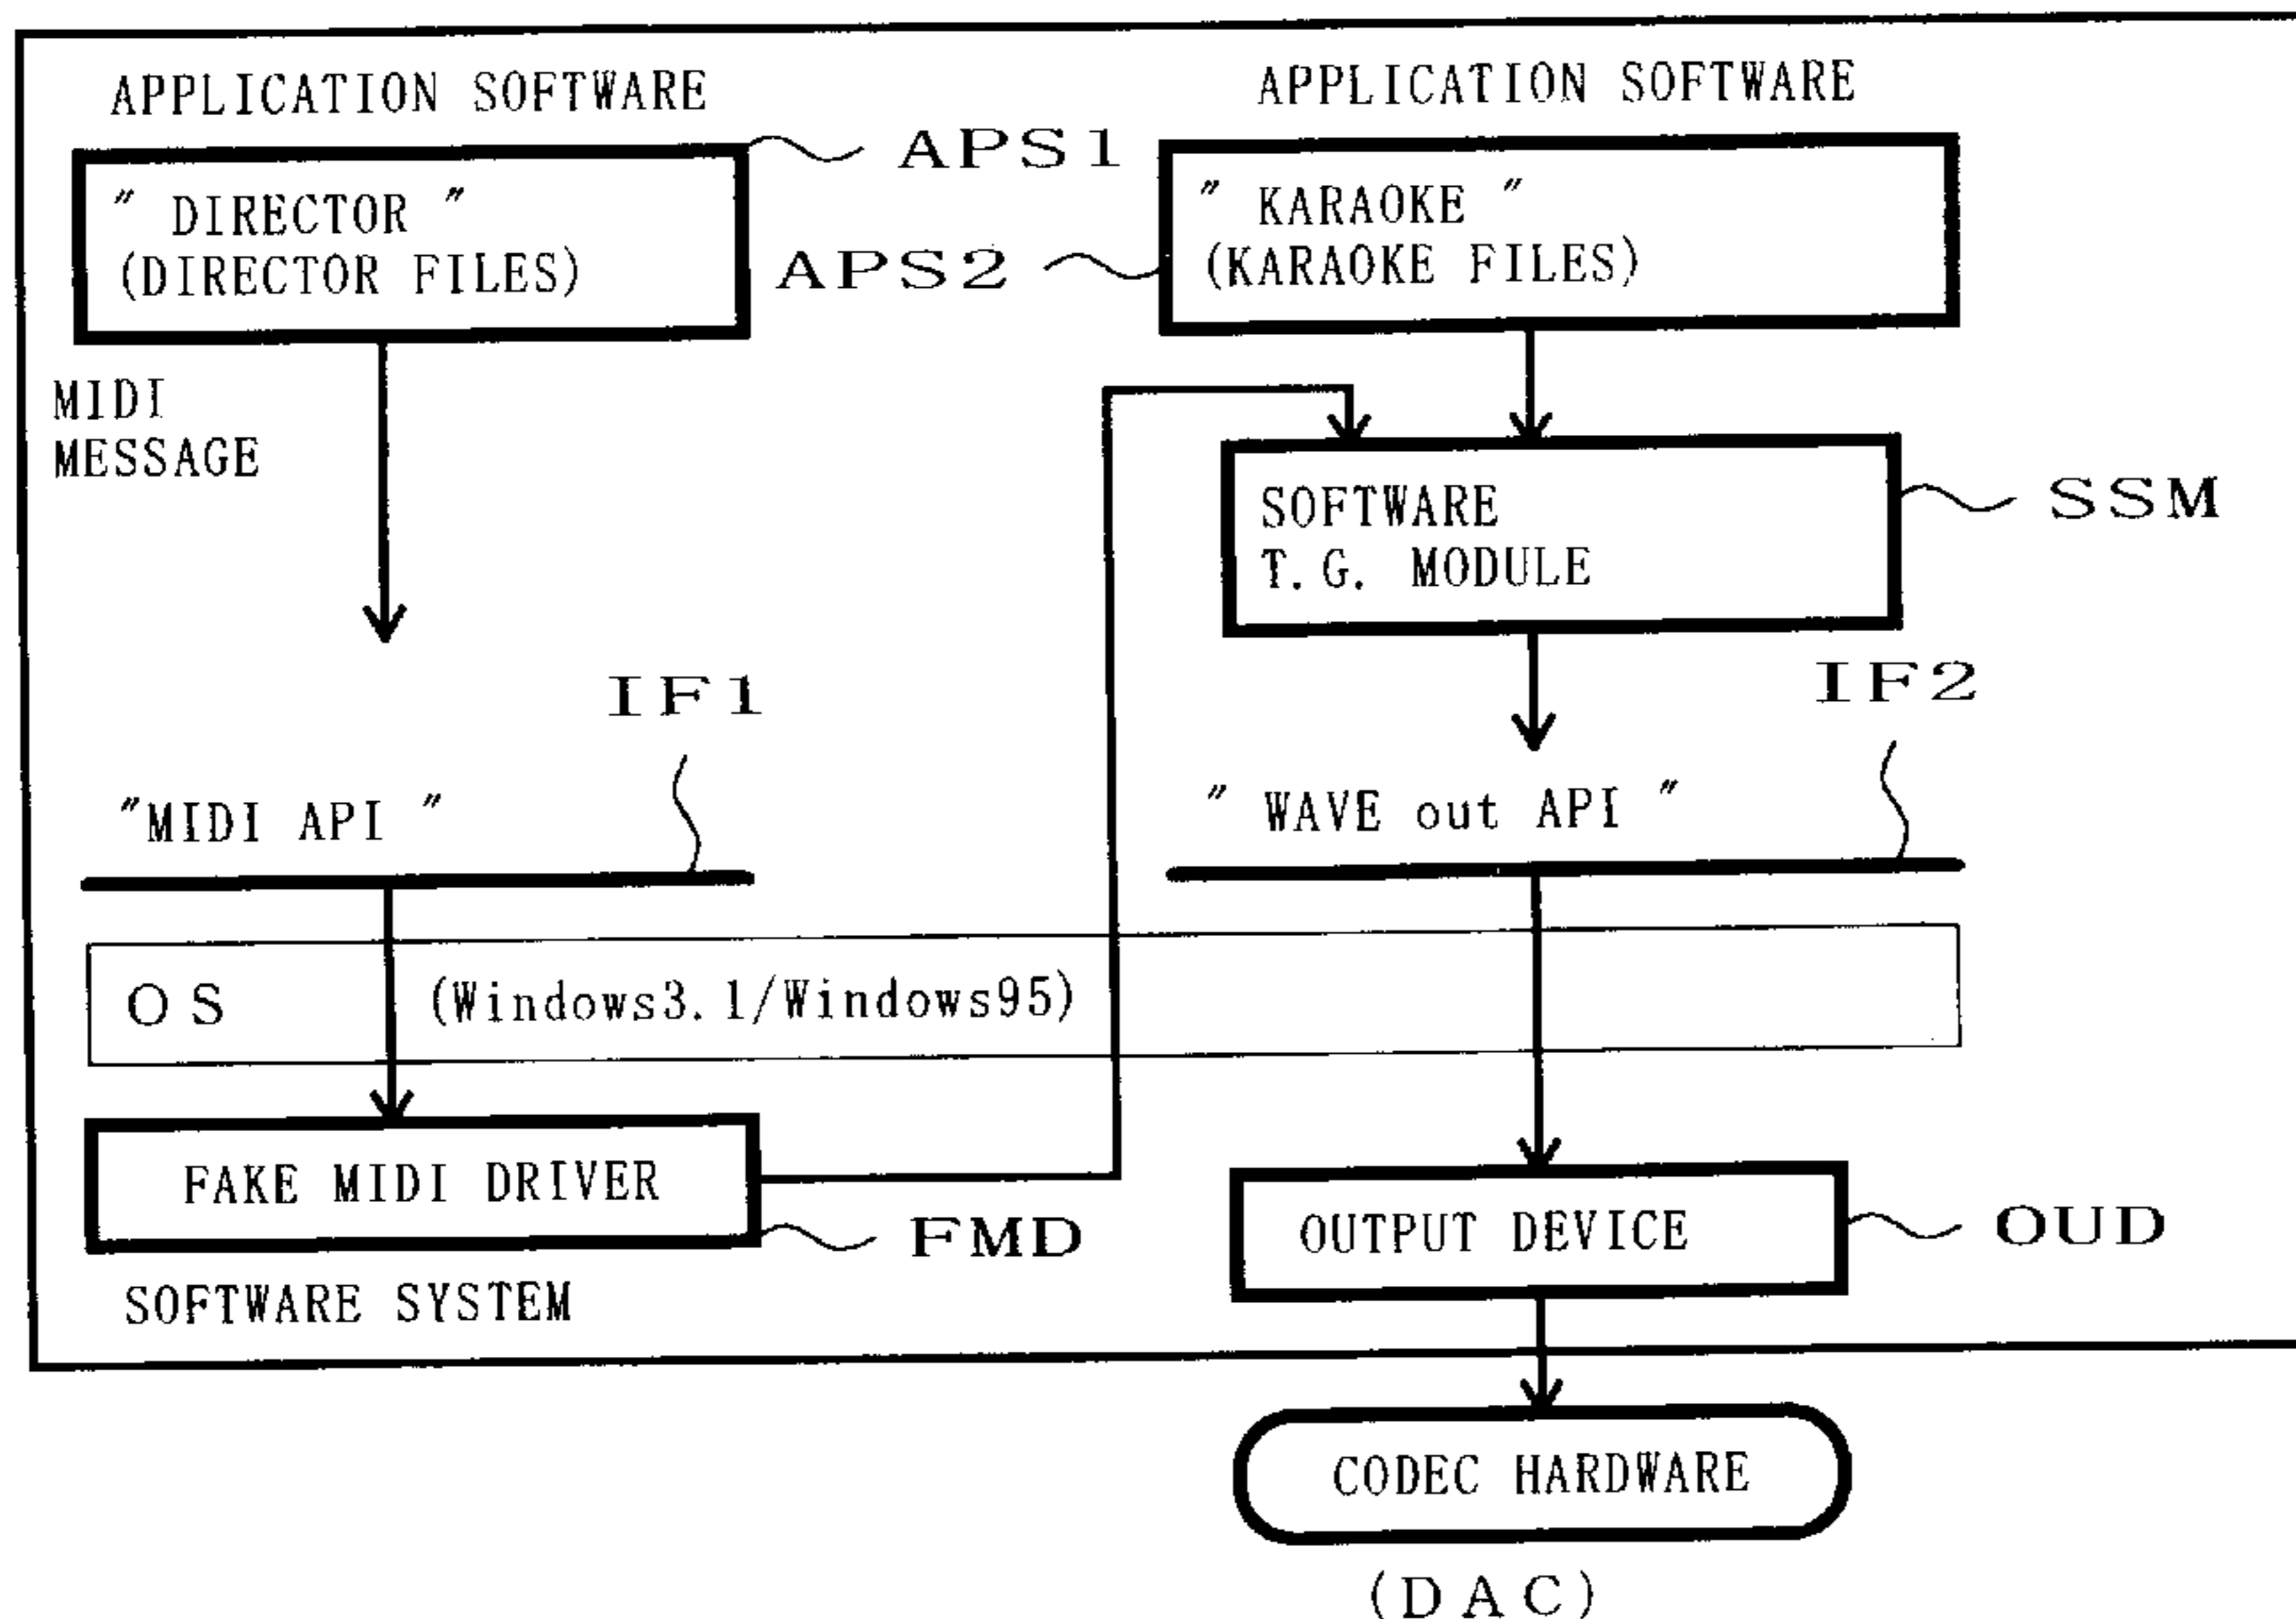 APPLICATION SOFTWARE
APS1
" DIRECTOR "
(DIRECTOR FILES)
APPLICATION SOFTWARE
APS2
" KARAOKE "
(KARAOKE FILES)
MIDI
MESSAGE
SOFTWARE
T.G. MODULE
SSM
IF1
"MIDI API "
IF2
" WAVE out API "
OS (Windows3.1/Windows95)
FAKE MIDI DRIVER
FMD
SOFTWARE SYSTEM
OUTPUT DEVICE
OUD
CODEC HARDWARE
(DAC)